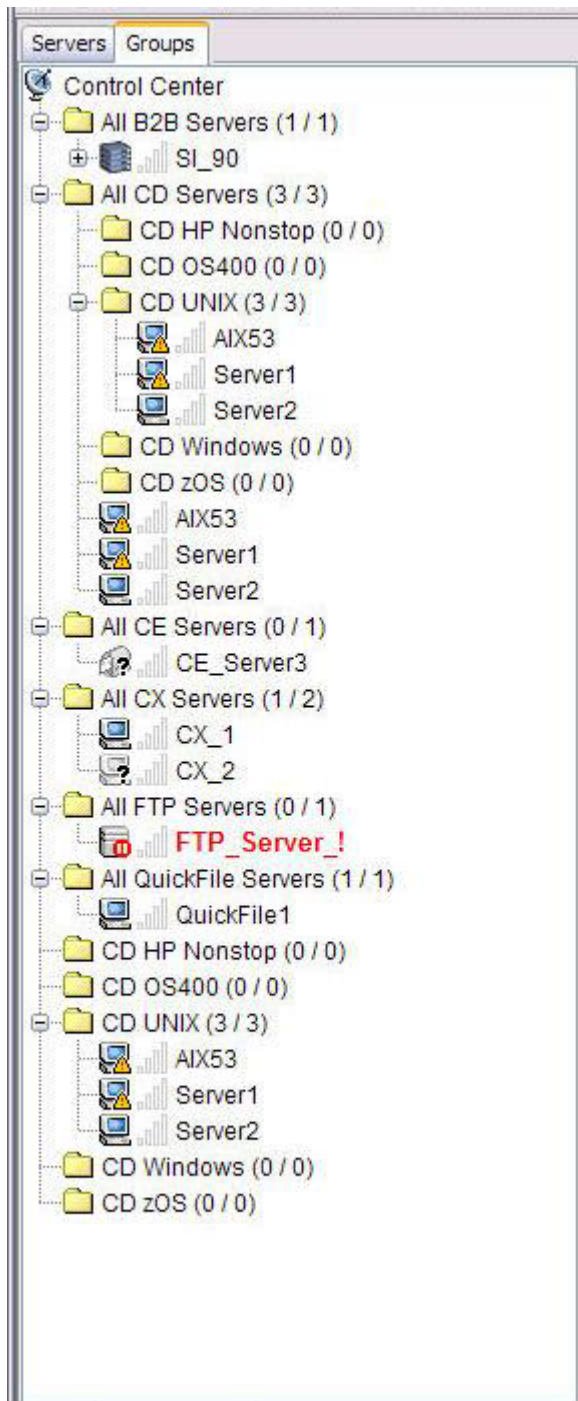 Servers Groups
Control Center
All B2B Servers (1 / 1)
SI_90
All CD Servers (3 / 3)
CD HP Nonstop (0 / 0)
CD OS400 (0 / 0)
CD UNIX (3 / 3)
AIX53
Server1
Server2
CD Windows (0 / 0)
CD zOS (0 / 0)
AIX53
Server1
Server2
All CE Servers (0 / 1)
CE_Server3
All CX Servers (1 / 2)
CX_1
CX_2
All FTP Servers (0 / 1)
FTP_Server_!
All QuickFile Servers (1 / 1)
QuickFile1
CD HP Nonstop (0 / 0)
CD OS400 (0 / 0)
CD UNIX (3 / 3)
AIX53
Server1
Server2
CD Windows (0 / 0)
CD zOS (0 / 0)